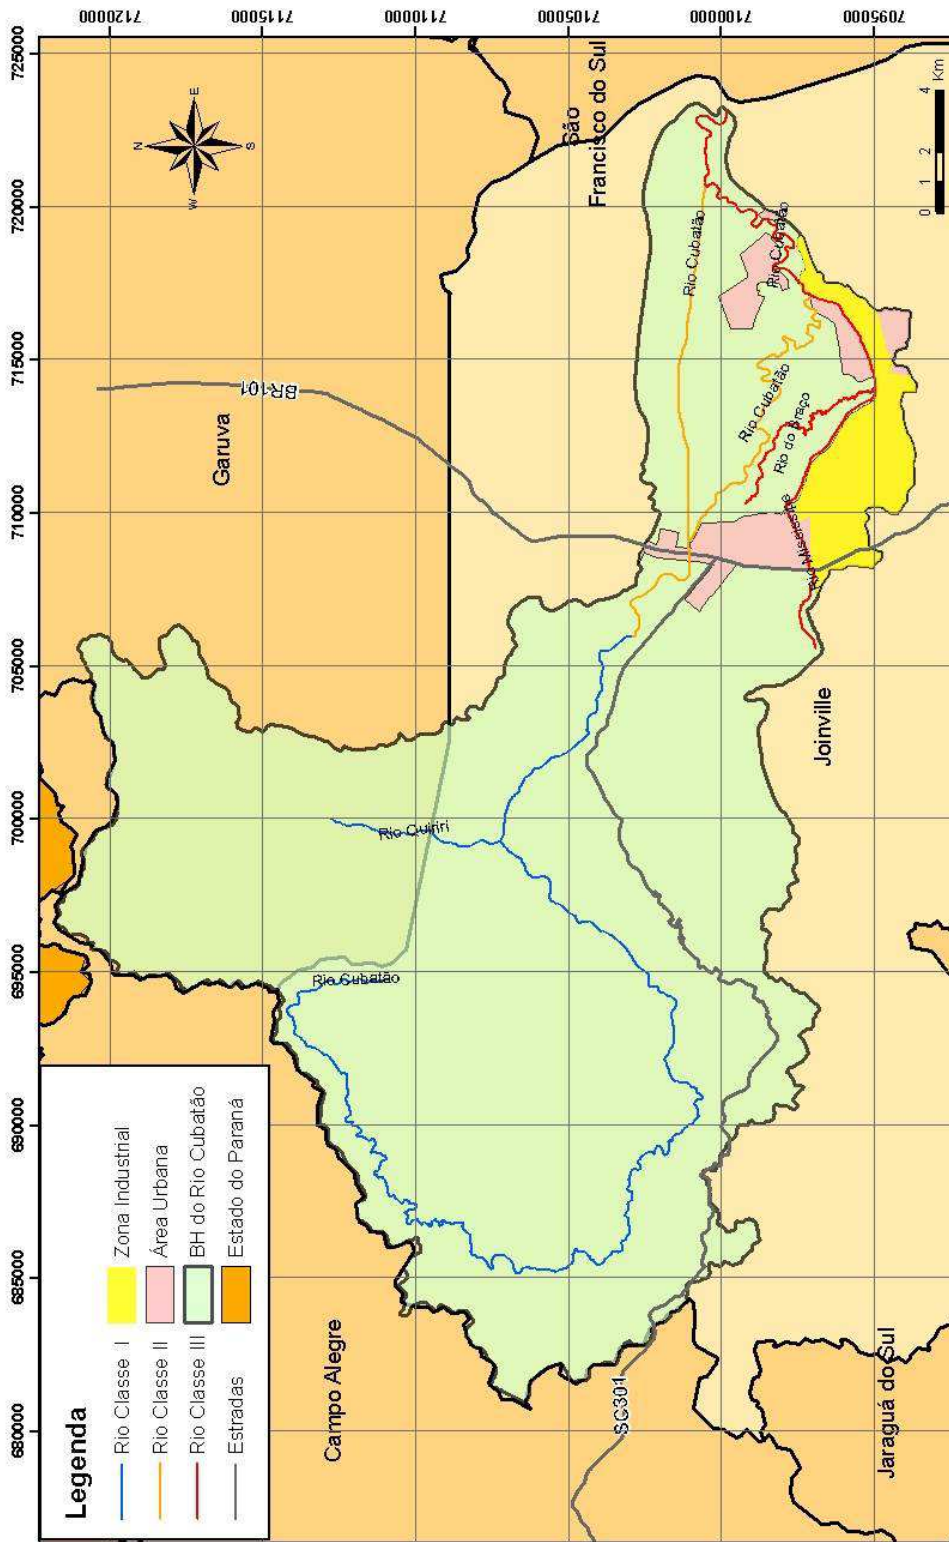 680000
685000
690000
695000
700000
705000
710000
715000
720000
725000
7120000
7115000
7110000
7105000
7100000
7095000
N
W
E
S
Garuva
BR101
São
Francisco do Sul
Rio Cubatão
Rio Cubatão
Rio Cubatão
Rio do Braço
Rio Quiriri
Rio Cubatão
Campo Alegre
Joinville
SC301
Jaraguá do Sul
Legenda
Rio Classe I
Rio Classe II
Rio Classe III
Estradas
Zona Industrial
Área Urbana
BH do Rio Cubatão
Estado do Paraná
0 1 2 4
Km